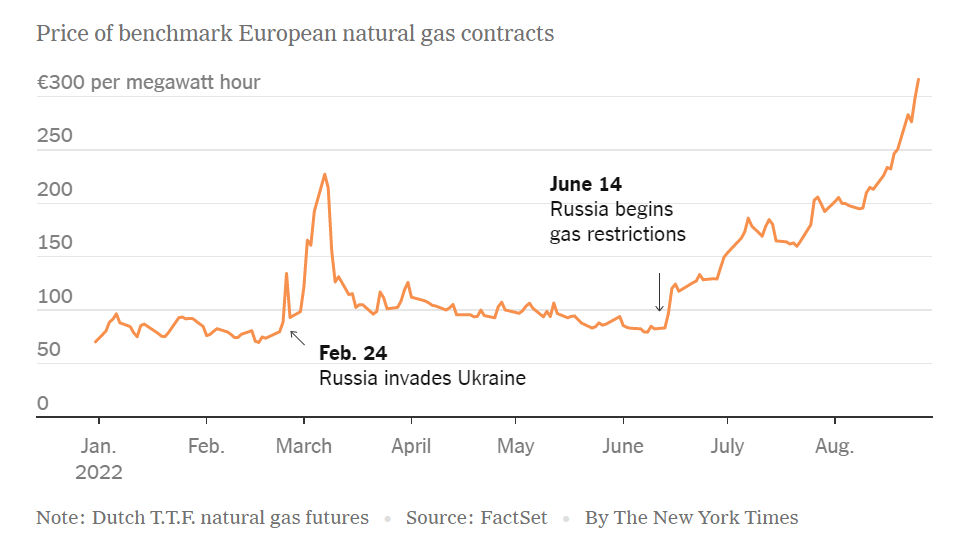 Price of benchmark European natural gas contracts
€300 per megawatt hour
250
200
150
100
50
0
June 14
Russia begins
gas restrictions
Feb. 24
Russia invades Ukraine
Jan. Feb. March April May June July Aug.
2022
Note: Dutch T.T.F. natural gas futures • Source: FactSet • By The New York Times